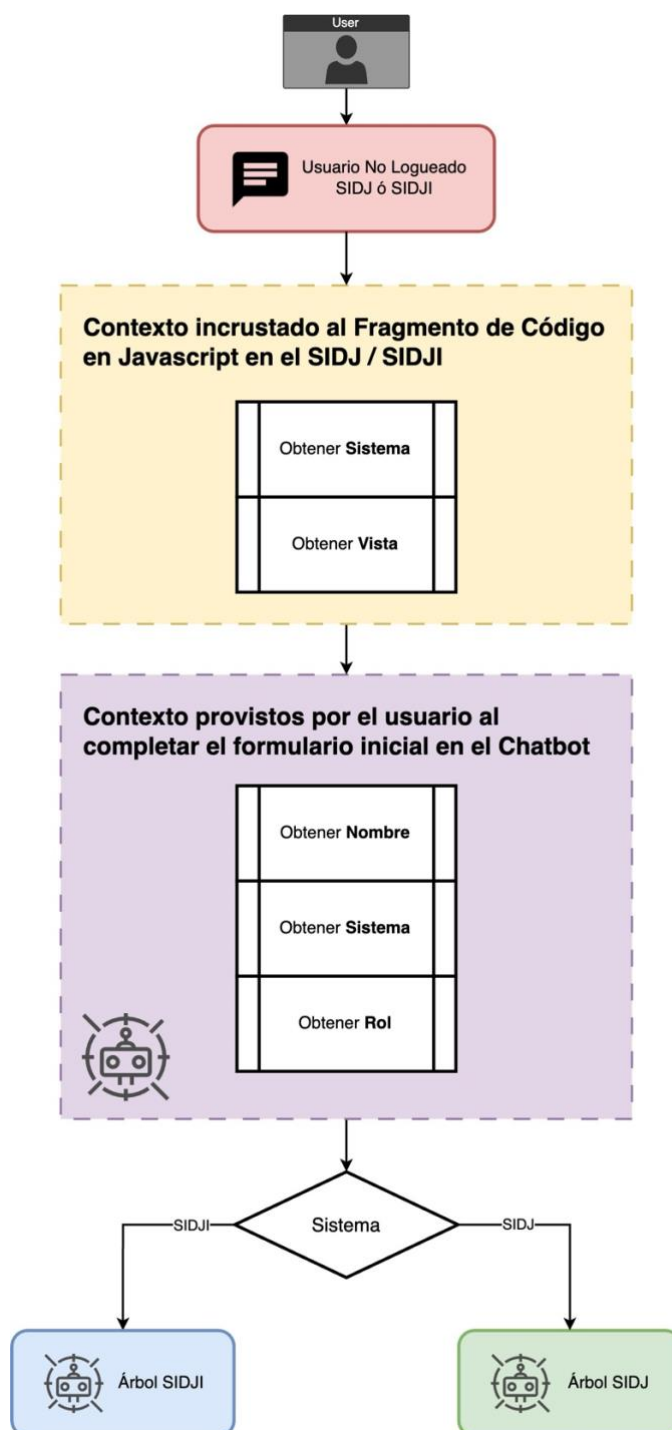 User
Usuario No Logueado
SIDJ ó SIDJI
Contexto incrustado al Fragmento de Código
en Javascript en el SIDJ / SIDJI
Obtener Sistema
Obtener Vista
Contexto provistos por el usuario al
completar el formulario inicial en el Chatbot
Obtener Nombre
Obtener Sistema
Obtener Rol
SIDJI
Sistema
SIDJ
Árbol SIDJI
Árbol SIDJ